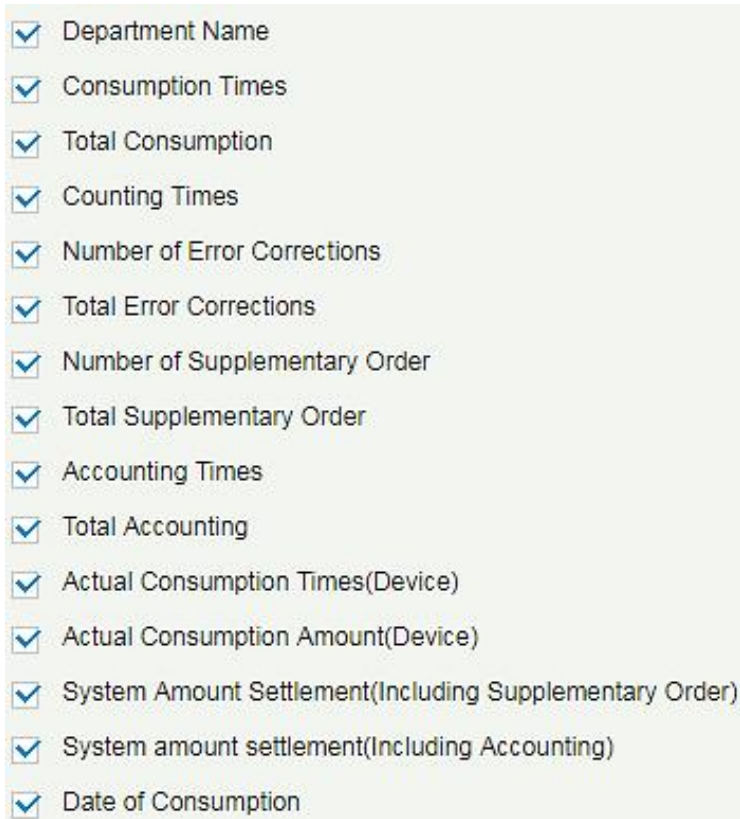 Department Name
Consumption Times
Total Consumption
Counting Times
Number of Error Corrections
Total Error Corrections
Number of Supplementary Order
Total Supplementary Order
Accounting Times
Total Accounting
Actual Consumption Times(Device)
Actual Consumption Amount(Device)
System Amount Settlement(Including Supplementary Order)
System amount settlement(Including Accounting)
Date of Consumption